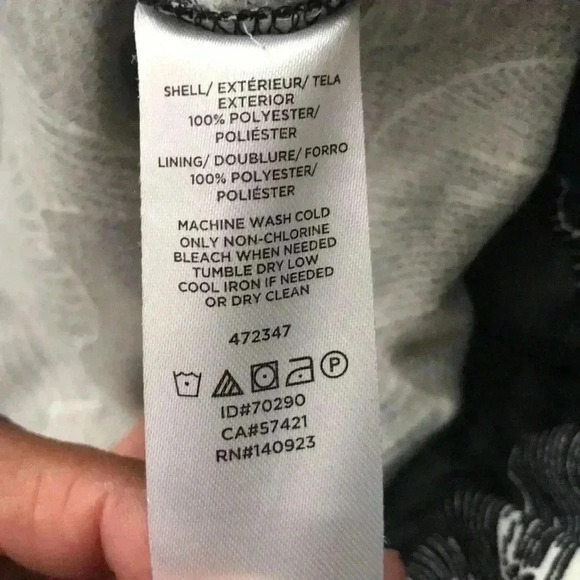 SHELL/ EXTÉRIEUR/ TELA
EXTERIOR
100% POLYESTER/
POLIÉSTER
LINING/ DOUBLURE/ FORRO
100% POLYESTER/
POLIÉSTER
MACHINE WASH COLD
ONLY NON-CHLORINE
BLEACH WHEN NEEDED
TUMBLE DRY LOW
COOL IRON IF NEEDED
OR DRY CLEAN
472347
P
ID#70290
CA#57421
RN#140923